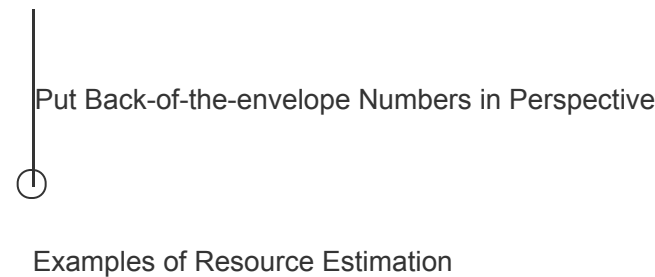 Put Back-of-the-envelope Numbers in Perspective
Examples of Resource Estimation